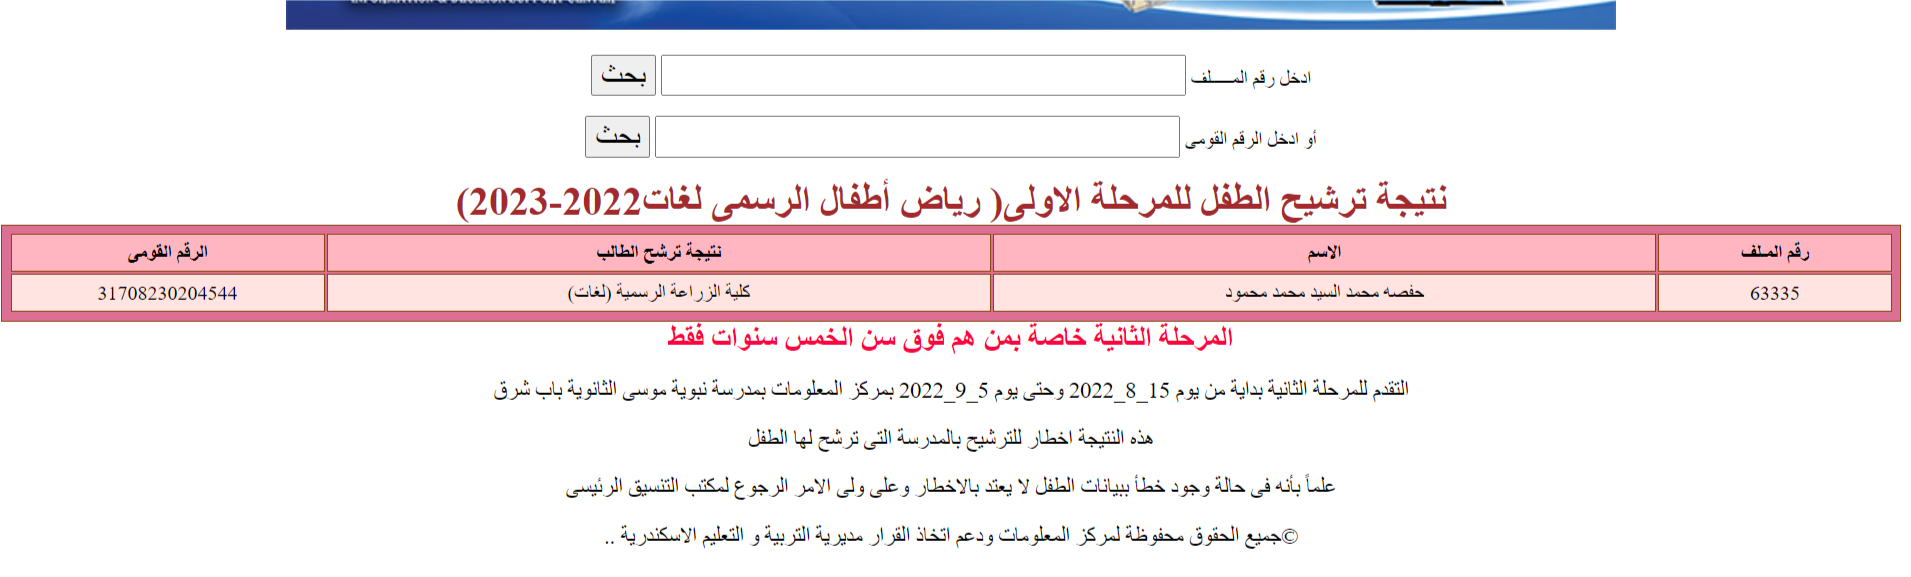 INFORMATION & DECISION SUPPORT CENTER
ادخل رقم المـــــلف بحث
أو ادخل الرقم القومى بحث
نتيجة ترشيح الطفل للمرحلة الاولى( رياض أطفال الرسمى لغات2022-2023)
رقم الملف الاسم نتيجة ترشح الطالب الرقم القومى
63335 حفصه محمد السيد محمد محمود كلية الزراعة الرسمية (لغات) 31708230204544
المرحلة الثانية خاصة بمن هم فوق سن الخمس سنوات فقط
التقدم للمرحلة الثانية بداية من يوم 15_8_2022 وحتى يوم 5_9_2022 بمركز المعلومات بمدرسة نبوية موسى الثانوية باب شرق
هذه النتيجة اخطار للترشيح بالمدرسة التى ترشح لها الطفل
علماً بأنه فى حالة وجود خطأ ببيانات الطفل لا يعتد بالاخطار وعلى ولى الامر الرجوع لمكتب التنسيق الرئيسى
©جميع الحقوق محفوظة لمركز المعلومات ودعم اتخاذ القرار مديرية التربية و التعليم الاسكندرية ..